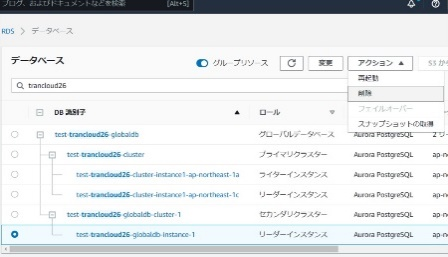 ブログ、およびドキュメントなどを検索 [Alt+S]
RDS > データベース
データベース
グループリソース 変更 アクション ▲ S3 から
再起動
削除
フェイルオーバー
スナップショットの取得
trancloud26
DB 識別子 ▲ ロール
test-trancloud26-globaldb グローバルデータベース Aurora PostgreSQL
test-trancloud26-cluster プライマリクラスター Aurora PostgreSQL
test-trancloud26-cluster-instance1-ap-northeast-1a ライターインスタンス Aurora PostgreSQL
test-trancloud26-cluster-instance1-ap-northeast-1c リーダーインスタンス Aurora PostgreSQL
test-trancloud26-globaldb-cluster-1 セカンダリクラスター Aurora PostgreSQL
test-trancloud26-globaldb-instance-1 リーダーインスタンス Aurora PostgreSQL